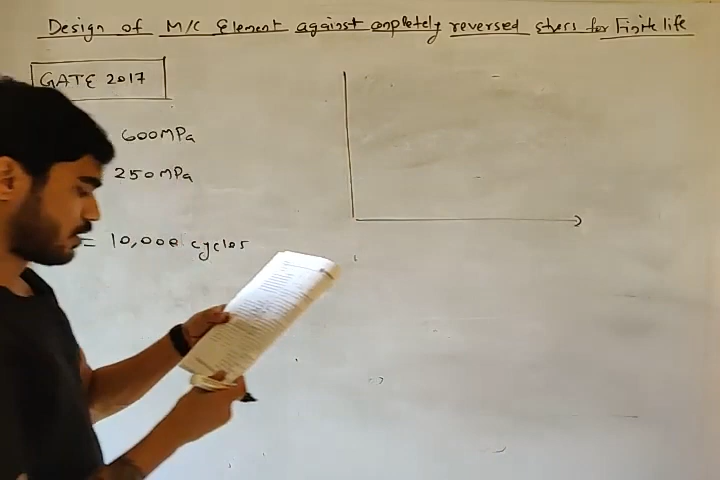 Design of M/C Element against completely reversed stress for Finite life
GATE 2017
600MPa
250MPa
= 10,000 cycles